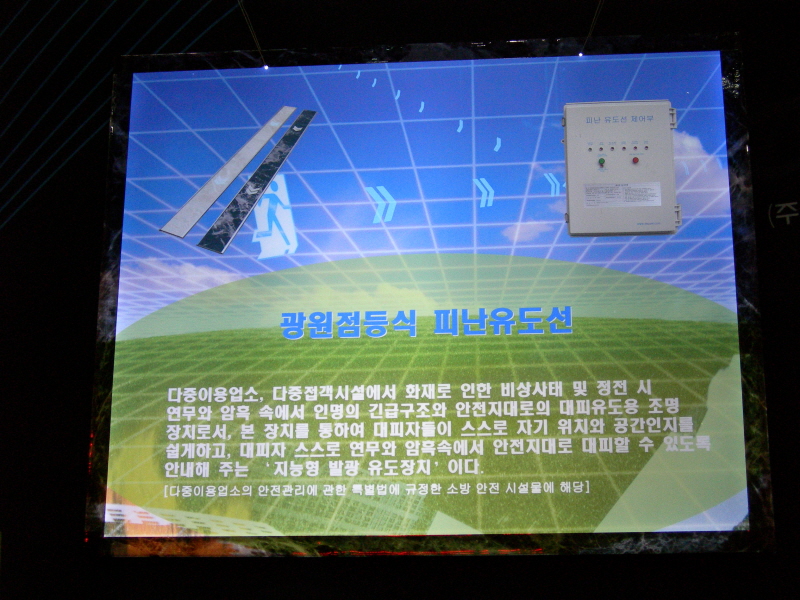 피난 유도선 제어부
(주
광원점등식 피난유도선
다중이용업소, 다중접객시설에서 화재로 인한 비상사태 및 정전 시
연무와 암흑 속에서 인명의 긴급구조와 안전지대로의 대피유도용 조명
장치로서, 본 장치를 통하여 대피자들이 스스로 자기 위치와 공간인지를
쉽게하고, 대피자 스스로 연무와 암흑속에서 안전지대로 대피할 수 있도록
안내해 주는 '지능형 발광 유도장치' 이다.
[다중이용업소의 안전관리에 관한 특별법에 규정한 소방 안전 시설물에 해당]